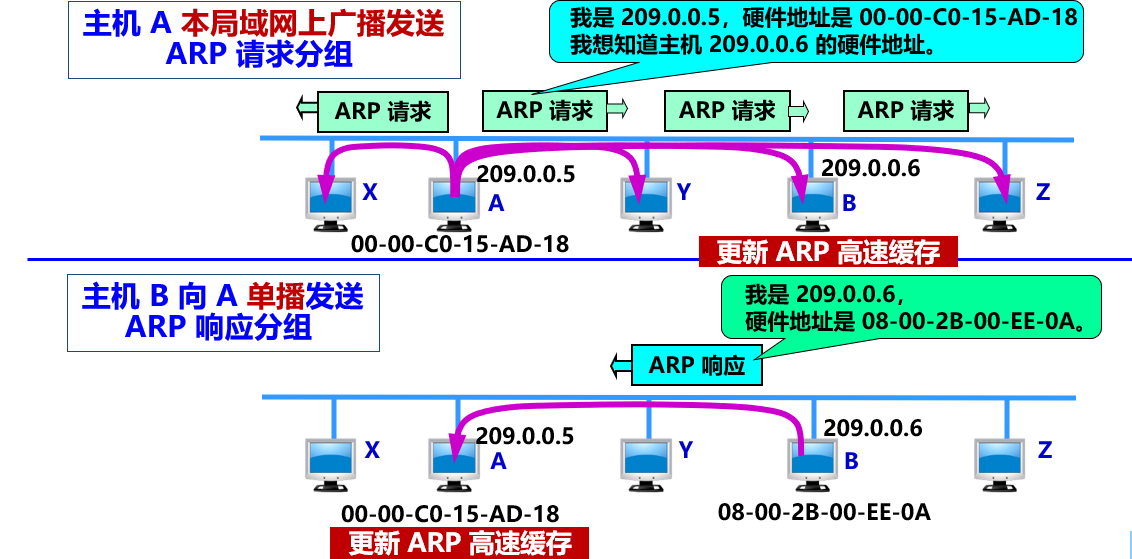 主机 A 本局域网上广播发送
ARP 请求分组
我是 209.0.0.5，硬件地址是 00-00-C0-15-AD-18
我想知道主机 209.0.0.6 的硬件地址。
ARP 请求
ARP 请求
ARP 请求
ARP 请求
209.0.0.5
209.0.0.6
X
A
Y
B
Z
00-00-C0-15-AD-18
更新 ARP 高速缓存
主机 B 向 A 单播发送
ARP 响应分组
我是 209.0.0.6，
硬件地址是 08-00-2B-00-EE-0A。
ARP 响应
209.0.0.5
209.0.0.6
X
A
Y
B
Z
00-00-C0-15-AD-18
08-00-2B-00-EE-0A
更新 ARP 高速缓存